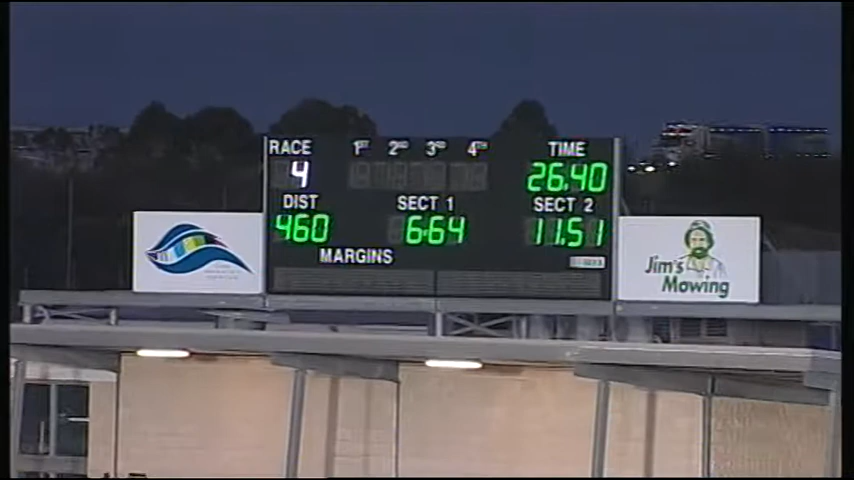 RACE 1ST 2ND 3RD 4TH TIME
4 26.40
DIST SECT 1 SECT 2
460 6.64 11.51
MARGINS
Jim's
Mowing